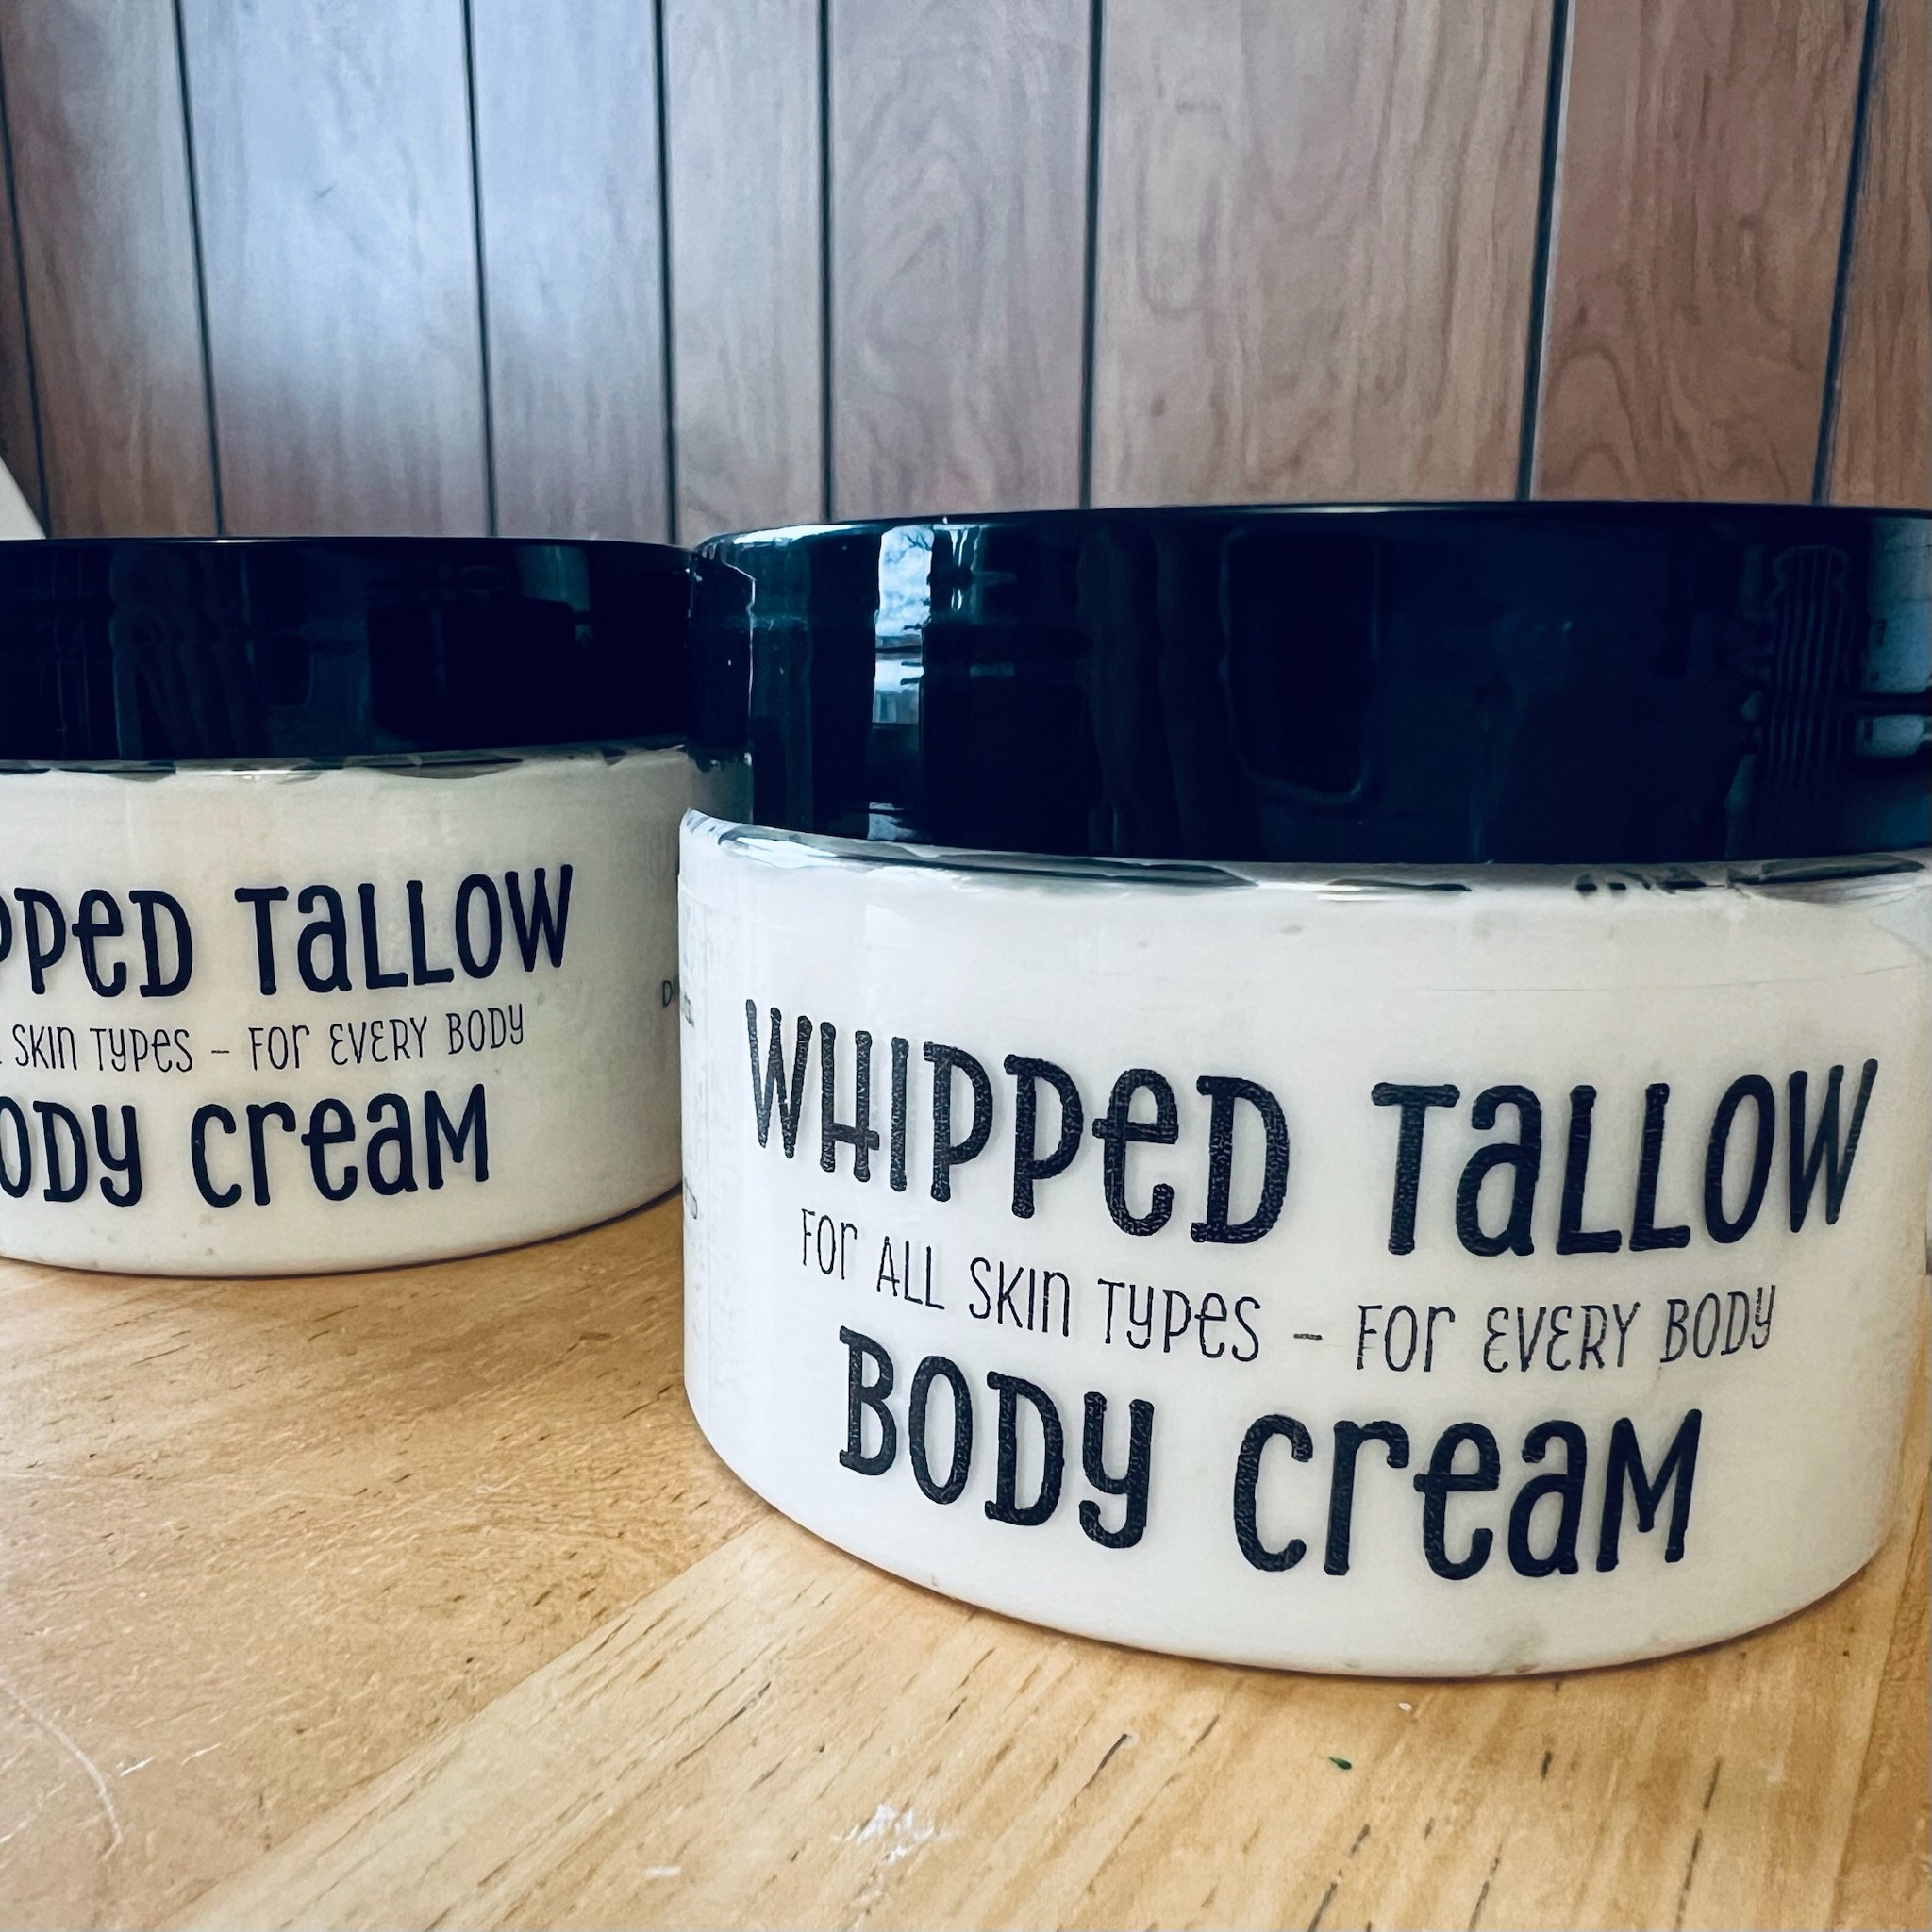 PPeD TaLLOW
SKIn TyPes – FOr EVERY BODY
ODy creaM
WHIPPeD TaLLOW
FOr ALL SKIn TyPes – FOr EVERY BODY
BODy creaM